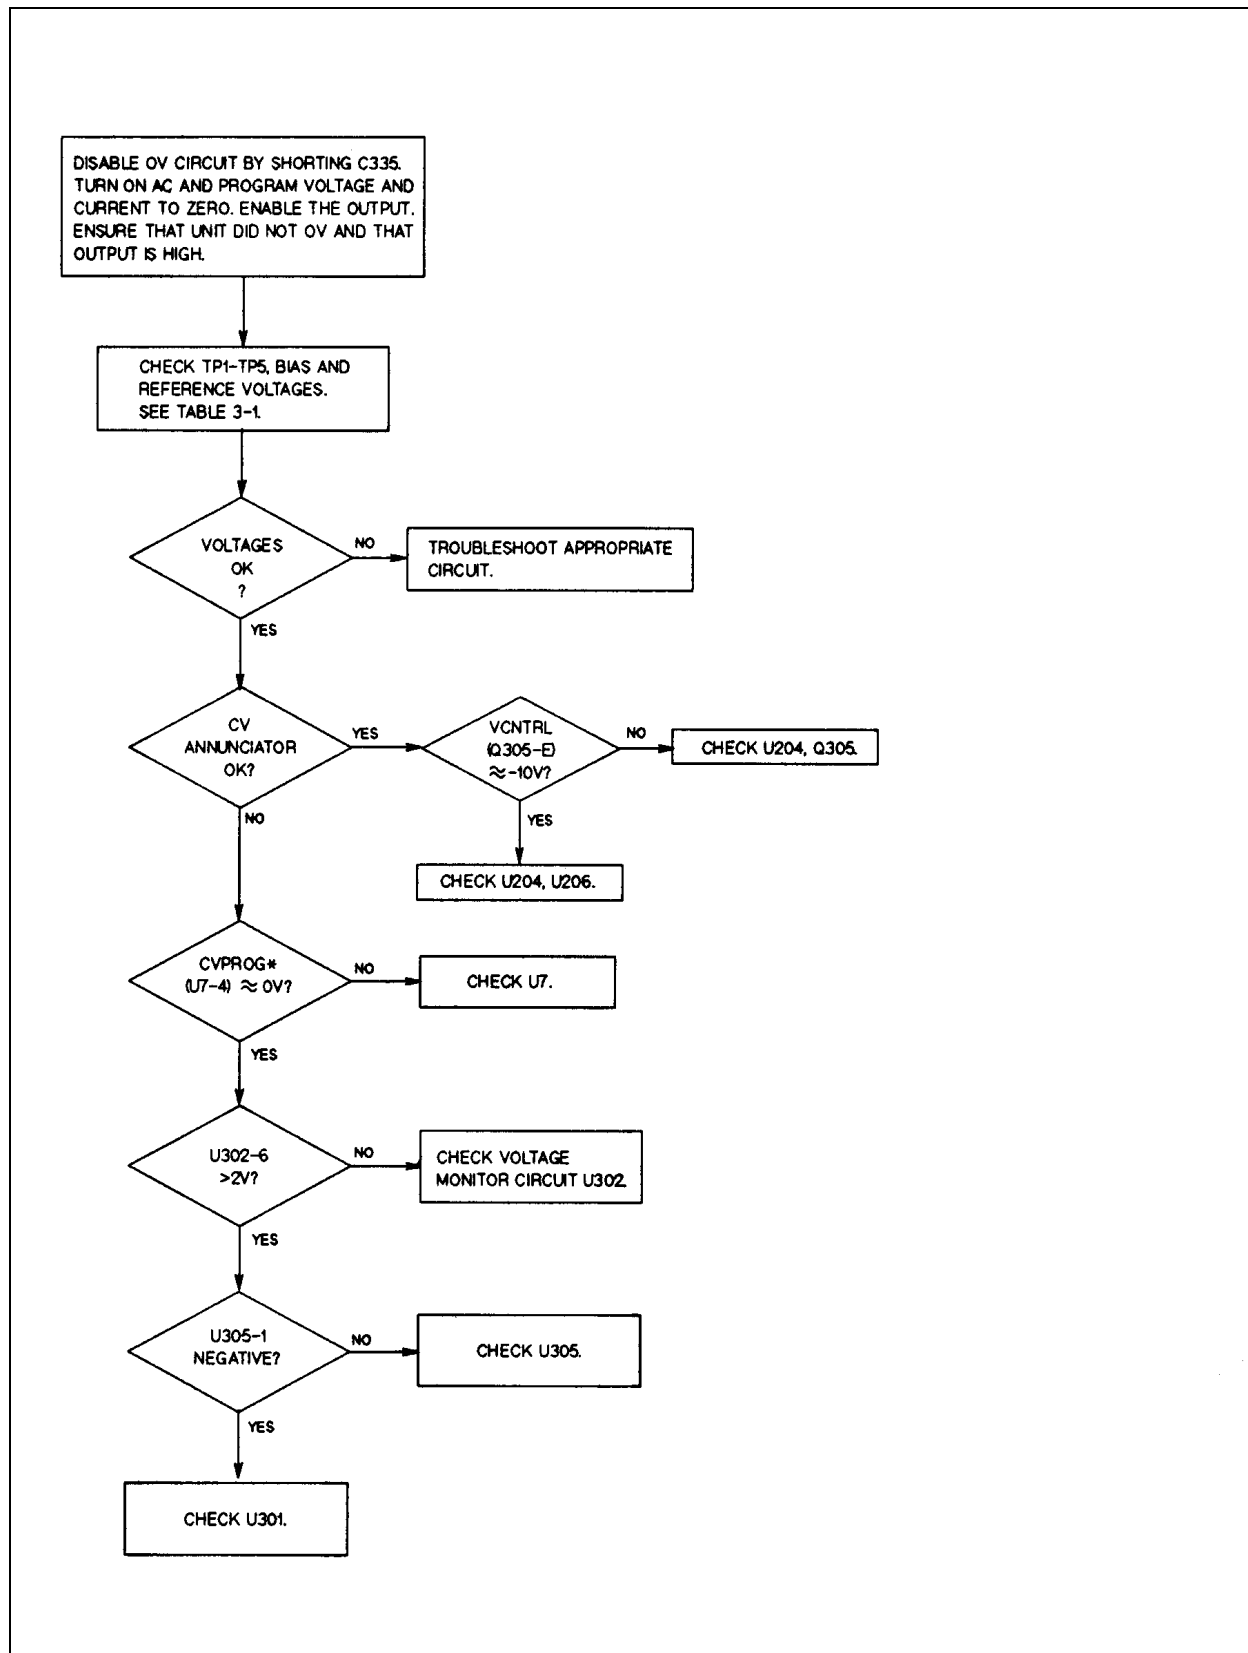 DISABLE OV CIRCUIT BY SHORTING C335.
TURN ON AC AND PROGRAM VOLTAGE AND
CURRENT TO ZERO. ENABLE THE OUTPUT.
ENSURE THAT UNIT DID NOT OV AND THAT
OUTPUT IS HIGH.
CHECK TP1-TP5, BIAS AND
REFERENCE VOLTAGES.
SEE TABLE 3-1.
VOLTAGES
OK
?
NO
TROUBLESHOOT APPROPRIATE
CIRCUIT.
YES
CV
ANNUNCIATOR
OK?
YES
VCNTRL
(Q305-E)
≈-10V?
NO
CHECK U204, Q305.
YES
CHECK U204, U206.
NO
CVPROG*
(U7-4) ≈ 0V?
NO
CHECK U7.
YES
U302-6
>2V?
NO
CHECK VOLTAGE
MONITOR CIRCUIT U302.
YES
U305-1
NEGATIVE?
NO
CHECK U305.
YES
CHECK U301.